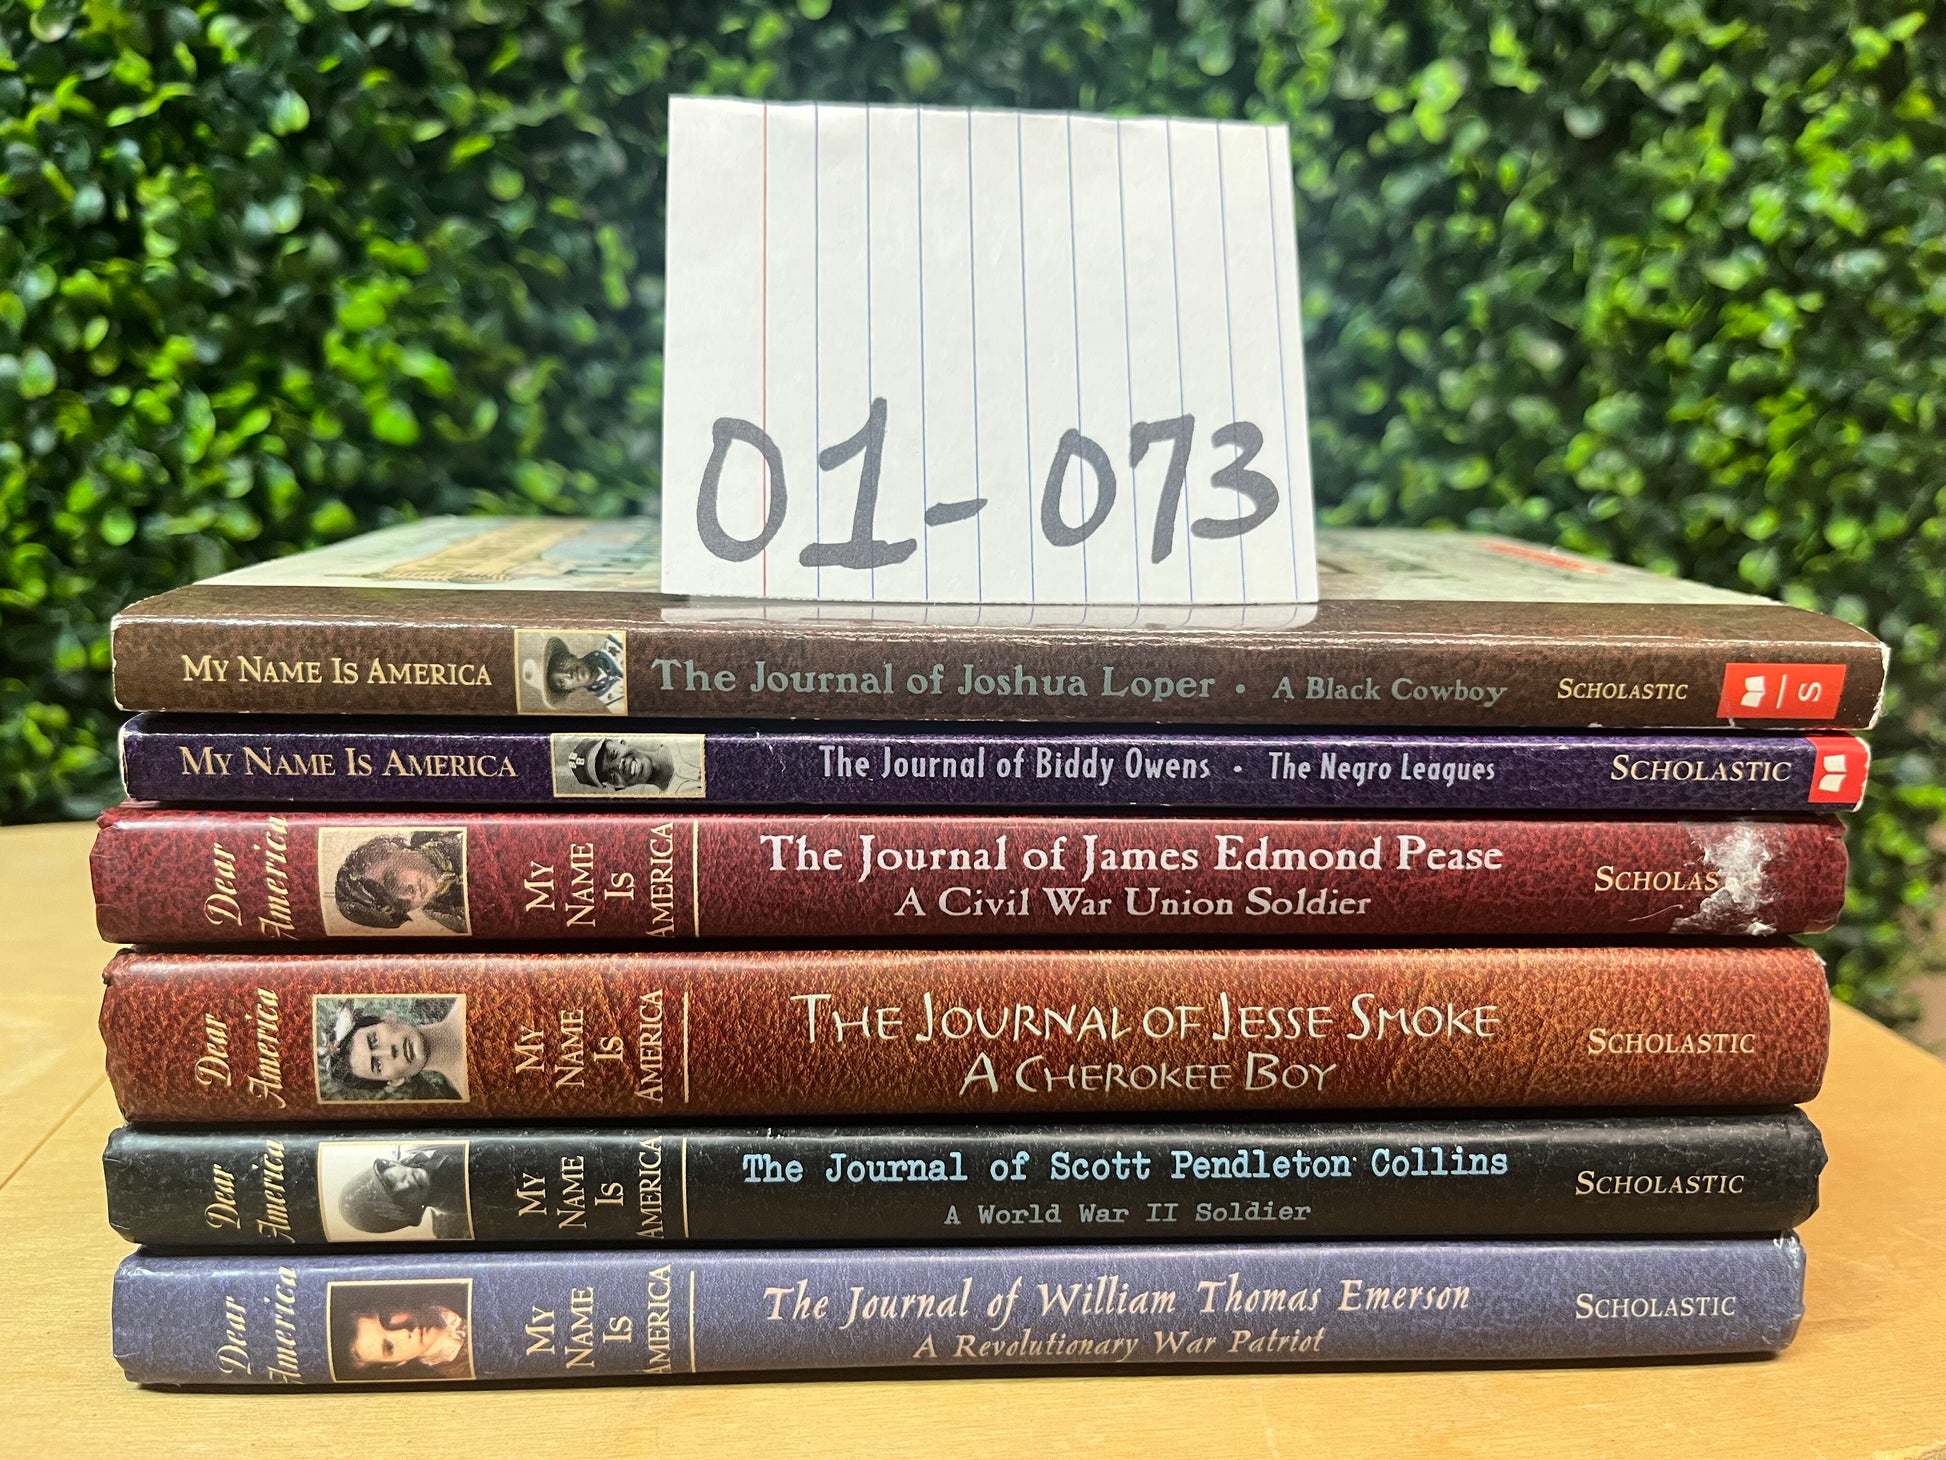 01-073
MY NAME IS AMERICA The Journal of Joshua Loper • A Black Cowboy SCHOLASTIC S
MY NAME IS AMERICA The Journal of Biddy Owens • The Negro Leagues SCHOLASTIC
Dear
America
MY
NAME
IS
AMERICA
The Journal of James Edmond Pease
A Civil War Union Soldier
SCHOLASTIC
Dear
America
MY
NAME
IS
AMERICA
THE JOURNAL OF JESSE SMOKE
A CHEROKEE BOY
SCHOLASTIC
Dear
America
MY
NAME
IS
AMERICA
The Journal of Scott Pendleton Collins
A World War II Soldier
SCHOLASTIC
Dear
America
MY
NAME
IS
AMERICA
The Journal of William Thomas Emerson
A Revolutionary War Patriot
SCHOLASTIC